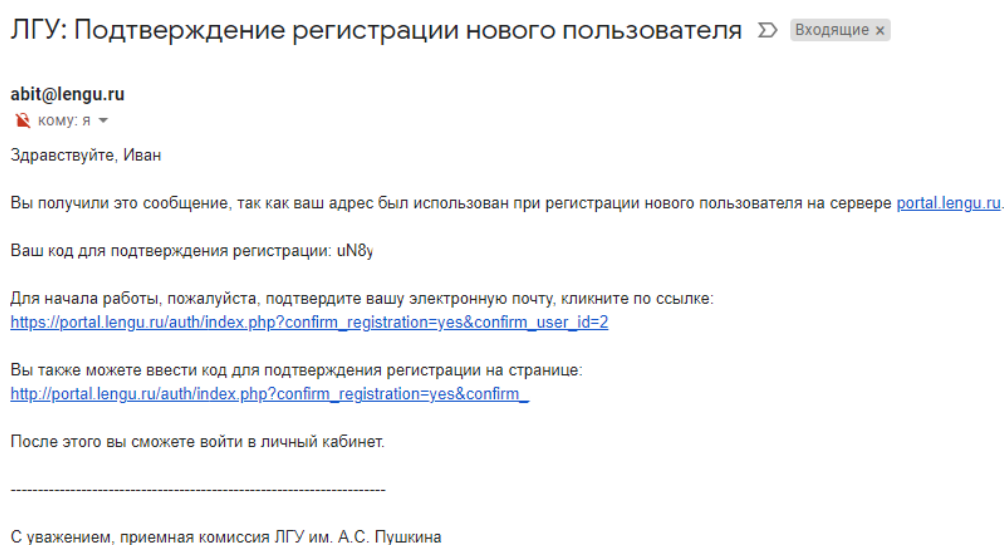 ЛГУ: Подтверждение регистрации нового пользователя Входящие ×
abit@lengu.ru
кому: я
Здравствуйте, Иван
Вы получили это сообщение, так как ваш адрес был использован при регистрации нового пользователя на сервере portal.lengu.ru.
Ваш код для подтверждения регистрации: uN8y
Для начала работы, пожалуйста, подтвердите вашу электронную почту, кликните по ссылке:
https://portal.lengu.ru/auth/index.php?confirm_registration=yes&confirm_user_id=2
Вы также можете ввести код для подтверждения регистрации на странице:
http://portal.lengu.ru/auth/index.php?confirm_registration=yes&confirm_
После этого вы сможете войти в личный кабинет.
----------------------------------------------------------------------
С уважением, приемная комиссия ЛГУ им. А.С. Пушкина